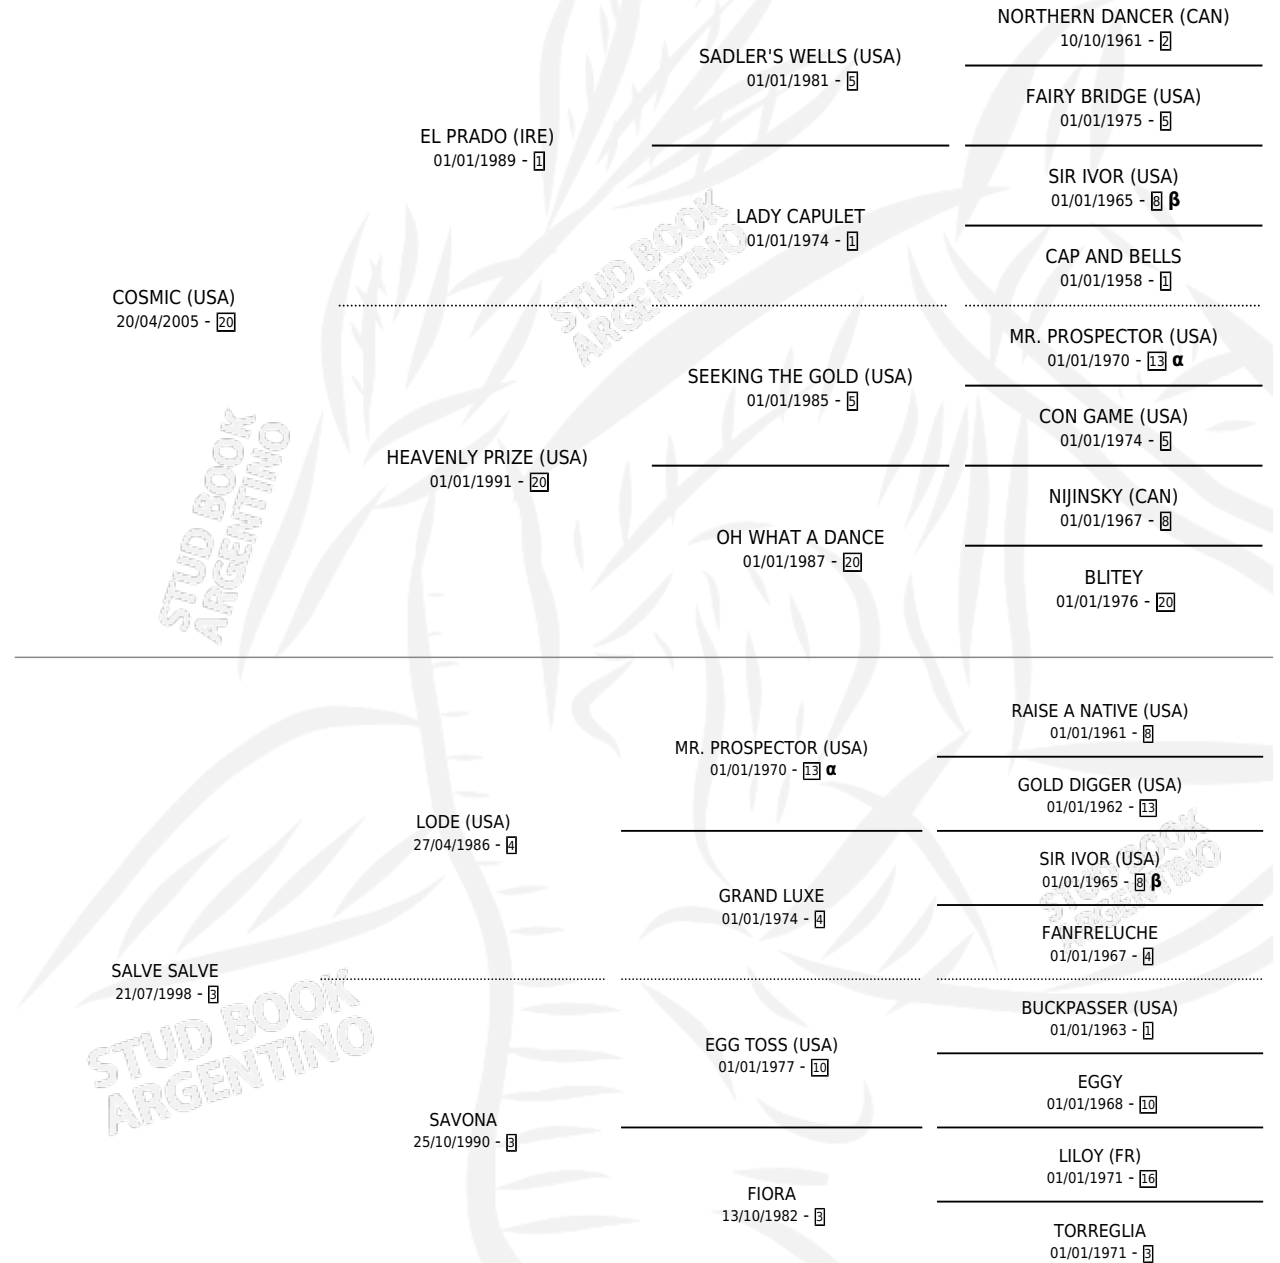 NORTHERN DANCER (CAN)
10/10/1961 - 2
SADLER'S WELLS (USA)
01/01/1981 - 5
FAIRY BRIDGE (USA)
01/01/1975 - 5
EL PRADO (IRE)
01/01/1989 - 1
SIR IVOR (USA)
01/01/1965 - 8 β
LADY CAPULET
01/01/1974 - 1
CAP AND BELLS
01/01/1958 - 1
COSMIC (USA)
20/04/2005 - 20
MR. PROSPECTOR (USA)
01/01/1970 - 13 α
SEEKING THE GOLD (USA)
01/01/1985 - 5
CON GAME (USA)
01/01/1974 - 5
HEAVENLY PRIZE (USA)
01/01/1991 - 20
NIJINSKY (CAN)
01/01/1967 - 8
OH WHAT A DANCE
01/01/1987 - 20
BLITEY
01/01/1976 - 20
RAISE A NATIVE (USA)
01/01/1961 - 8
MR. PROSPECTOR (USA)
01/01/1970 - 13 α
GOLD DIGGER (USA)
01/01/1962 - 13
LODE (USA)
27/04/1986 - 4
SIR IVOR (USA)
01/01/1965 - 8 β
GRAND LUXE
01/01/1974 - 4
FANFRELUCHE
01/01/1967 - 4
SALVE SALVE
21/07/1998 - 3
BUCKPASSER (USA)
01/01/1963 - 1
EGG TOSS (USA)
01/01/1977 - 10
EGGY
01/01/1968 - 10
SAVONA
25/10/1990 - 3
LILOY (FR)
01/01/1971 - 16
FIORA
13/10/1982 - 3
TORREGLIA
01/01/1971 - 3
STUD BOOK
ARGENTINO
STUD BOOK
ARGENTINO
STUD BOOK
ARGENTINO
STUD BOOK
ARGENTINO